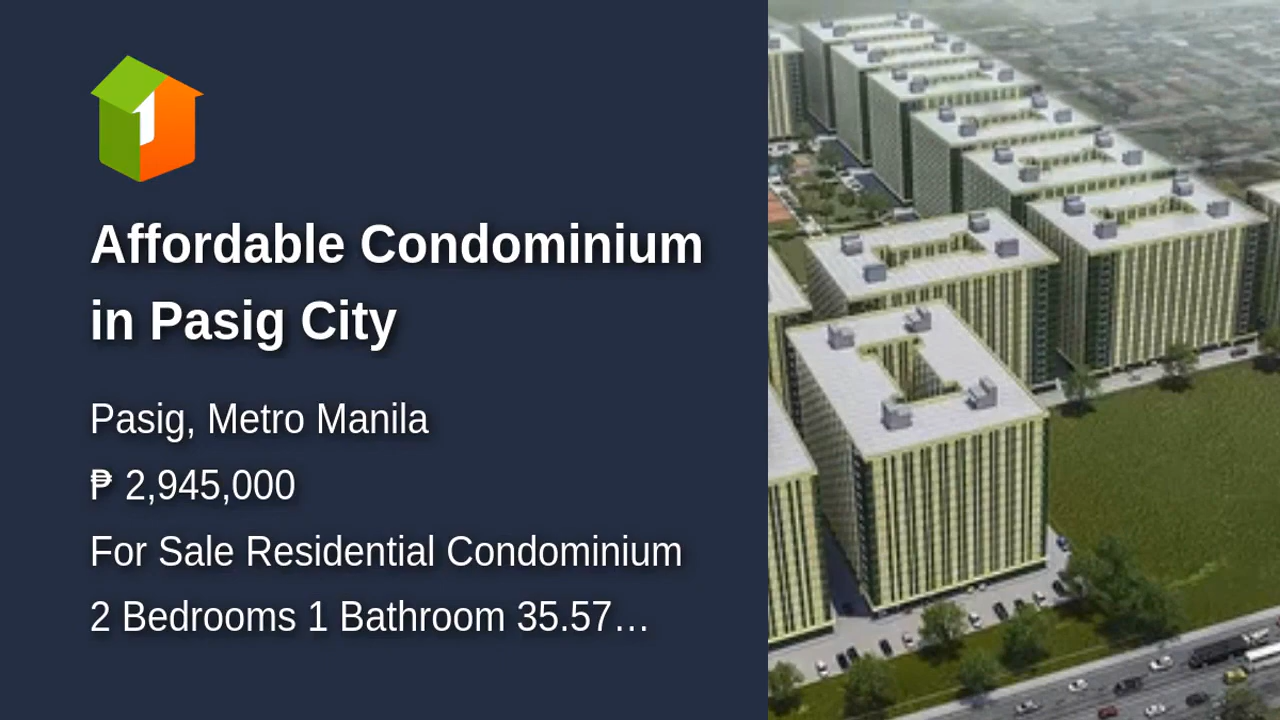 Affordable Condominium
in Pasig City
Pasig, Metro Manila
₱ 2,945,000
For Sale Residential Condominium
2 Bedrooms 1 Bathroom 35.57…